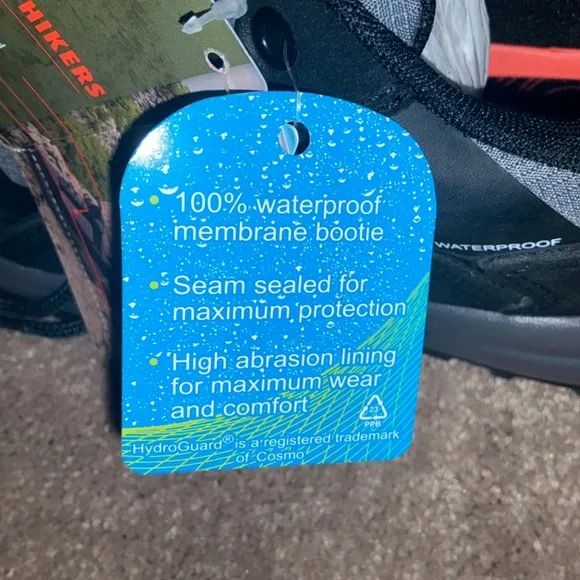 HIKERS
• 100% waterproof
membrane bootie
• Seam sealed for
maximum protection
• High abrasion lining
for maximum wear
and comfort
23
PPB
HydroGuard® is a registered trademark
of Cosmo
WATERPROOF